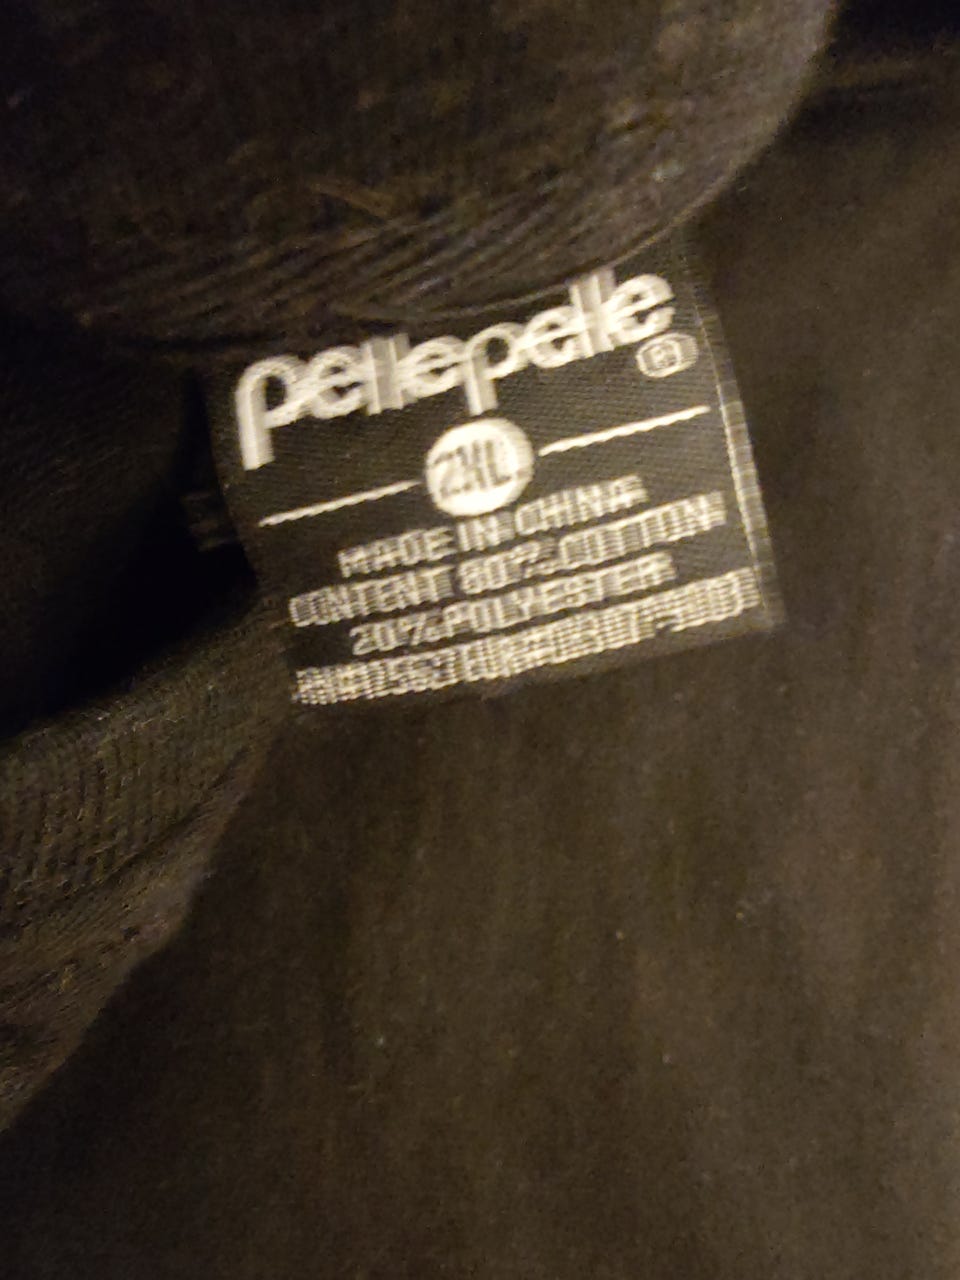 pellepelle ®
2XL
MADE IN CHINA
CONTENT 80% COTTON
20% POLYESTER